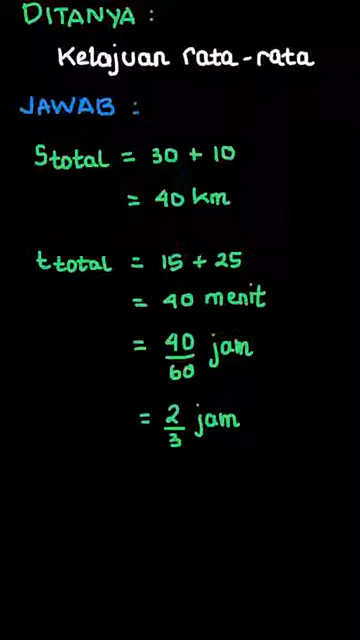 DITANYA :
Kelajuan rata-rata
JAWAB :
Stotal = 30 + 10
= 40 km
t total = 15 + 25
= 40 menit
= 40/60 jam
= 2/3 jam